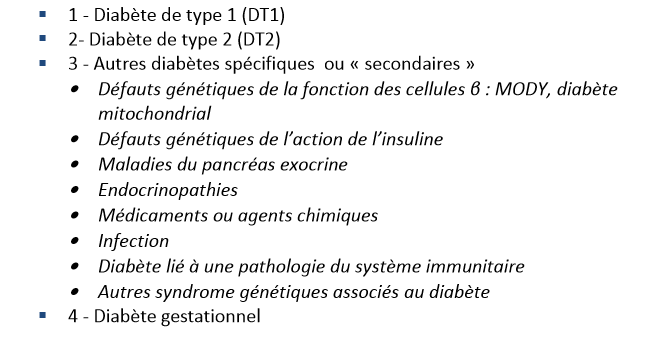 ▪ 1 - Diabète de type 1 (DT1)
▪ 2- Diabète de type 2 (DT2)
▪ 3 - Autres diabètes spécifiques ou « secondaires »
• Défauts génétiques de la fonction des cellules β : MODY, diabète
mitochondrial
• Défauts génétiques de l’action de l’insuline
• Maladies du pancréas exocrine
• Endocrinopathies
• Médicaments ou agents chimiques
• Infection
• Diabète lié à une pathologie du système immunitaire
• Autres syndrome génétiques associés au diabète
▪ 4 - Diabète gestationnel